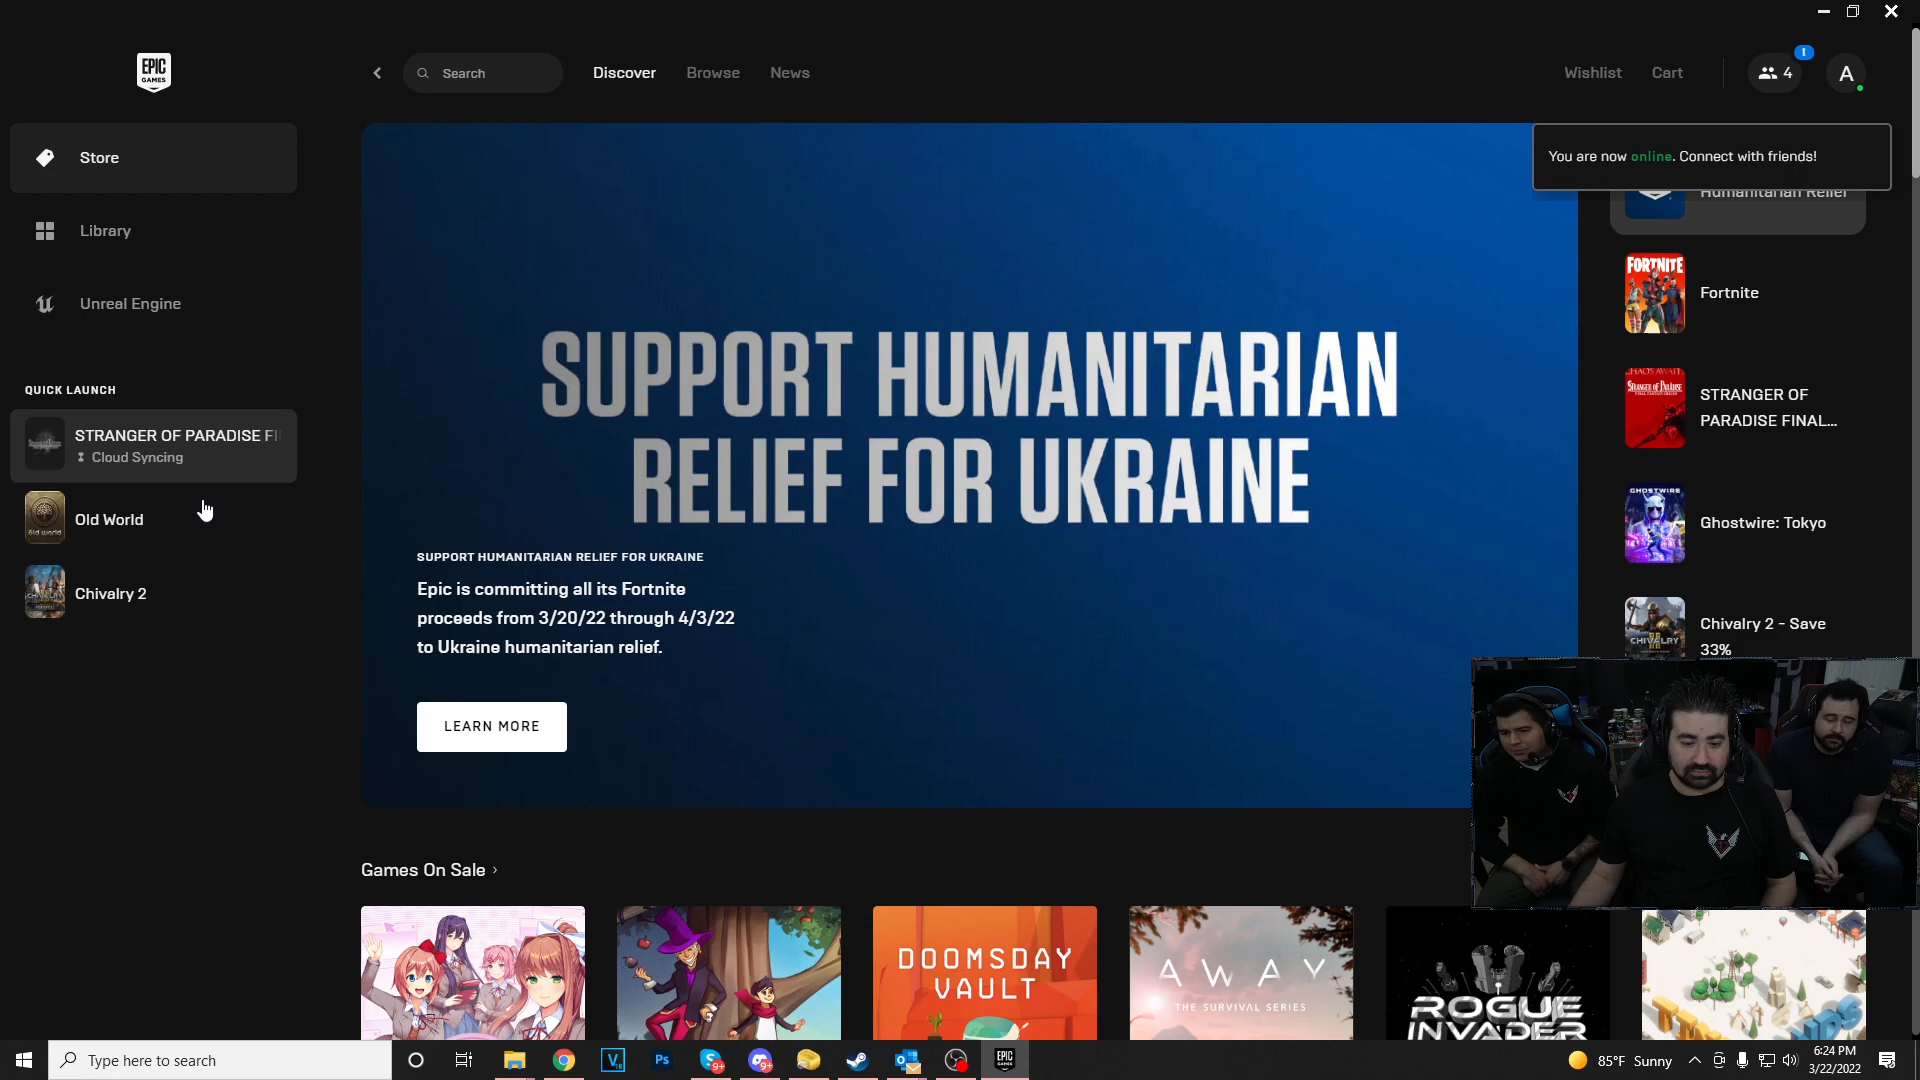 EPIC
GAMES
Search
Discover
Browse
News
Wishlist
Cart
4
1
A
You are now online. Connect with friends!
Store
Library
Unreal Engine
QUICK LAUNCH
STRANGER OF PARADISE FI
Cloud Syncing
Old World
Chivalry 2
SUPPORT HUMANITARIAN
RELIEF FOR UKRAINE
SUPPORT HUMANITARIAN RELIEF FOR UKRAINE
Epic is committing all its Fortnite
proceeds from 3/20/22 through 4/3/22
to Ukraine humanitarian relief.
LEARN MORE
Humanitarian Relief
FORTNITE
Fortnite
STRANGER OF
PARADISE FINAL...
GHOSTWIRE
Ghostwire: Tokyo
CHIVALRY
Chivalry 2 - Save
33%
Games On Sale
DOOMSDAY
VAULT
AWAY
THE SURVIVAL SERIES
ROGUE
INVADER
Type here to search
85°F Sunny
6:24 PM
3/22/2022